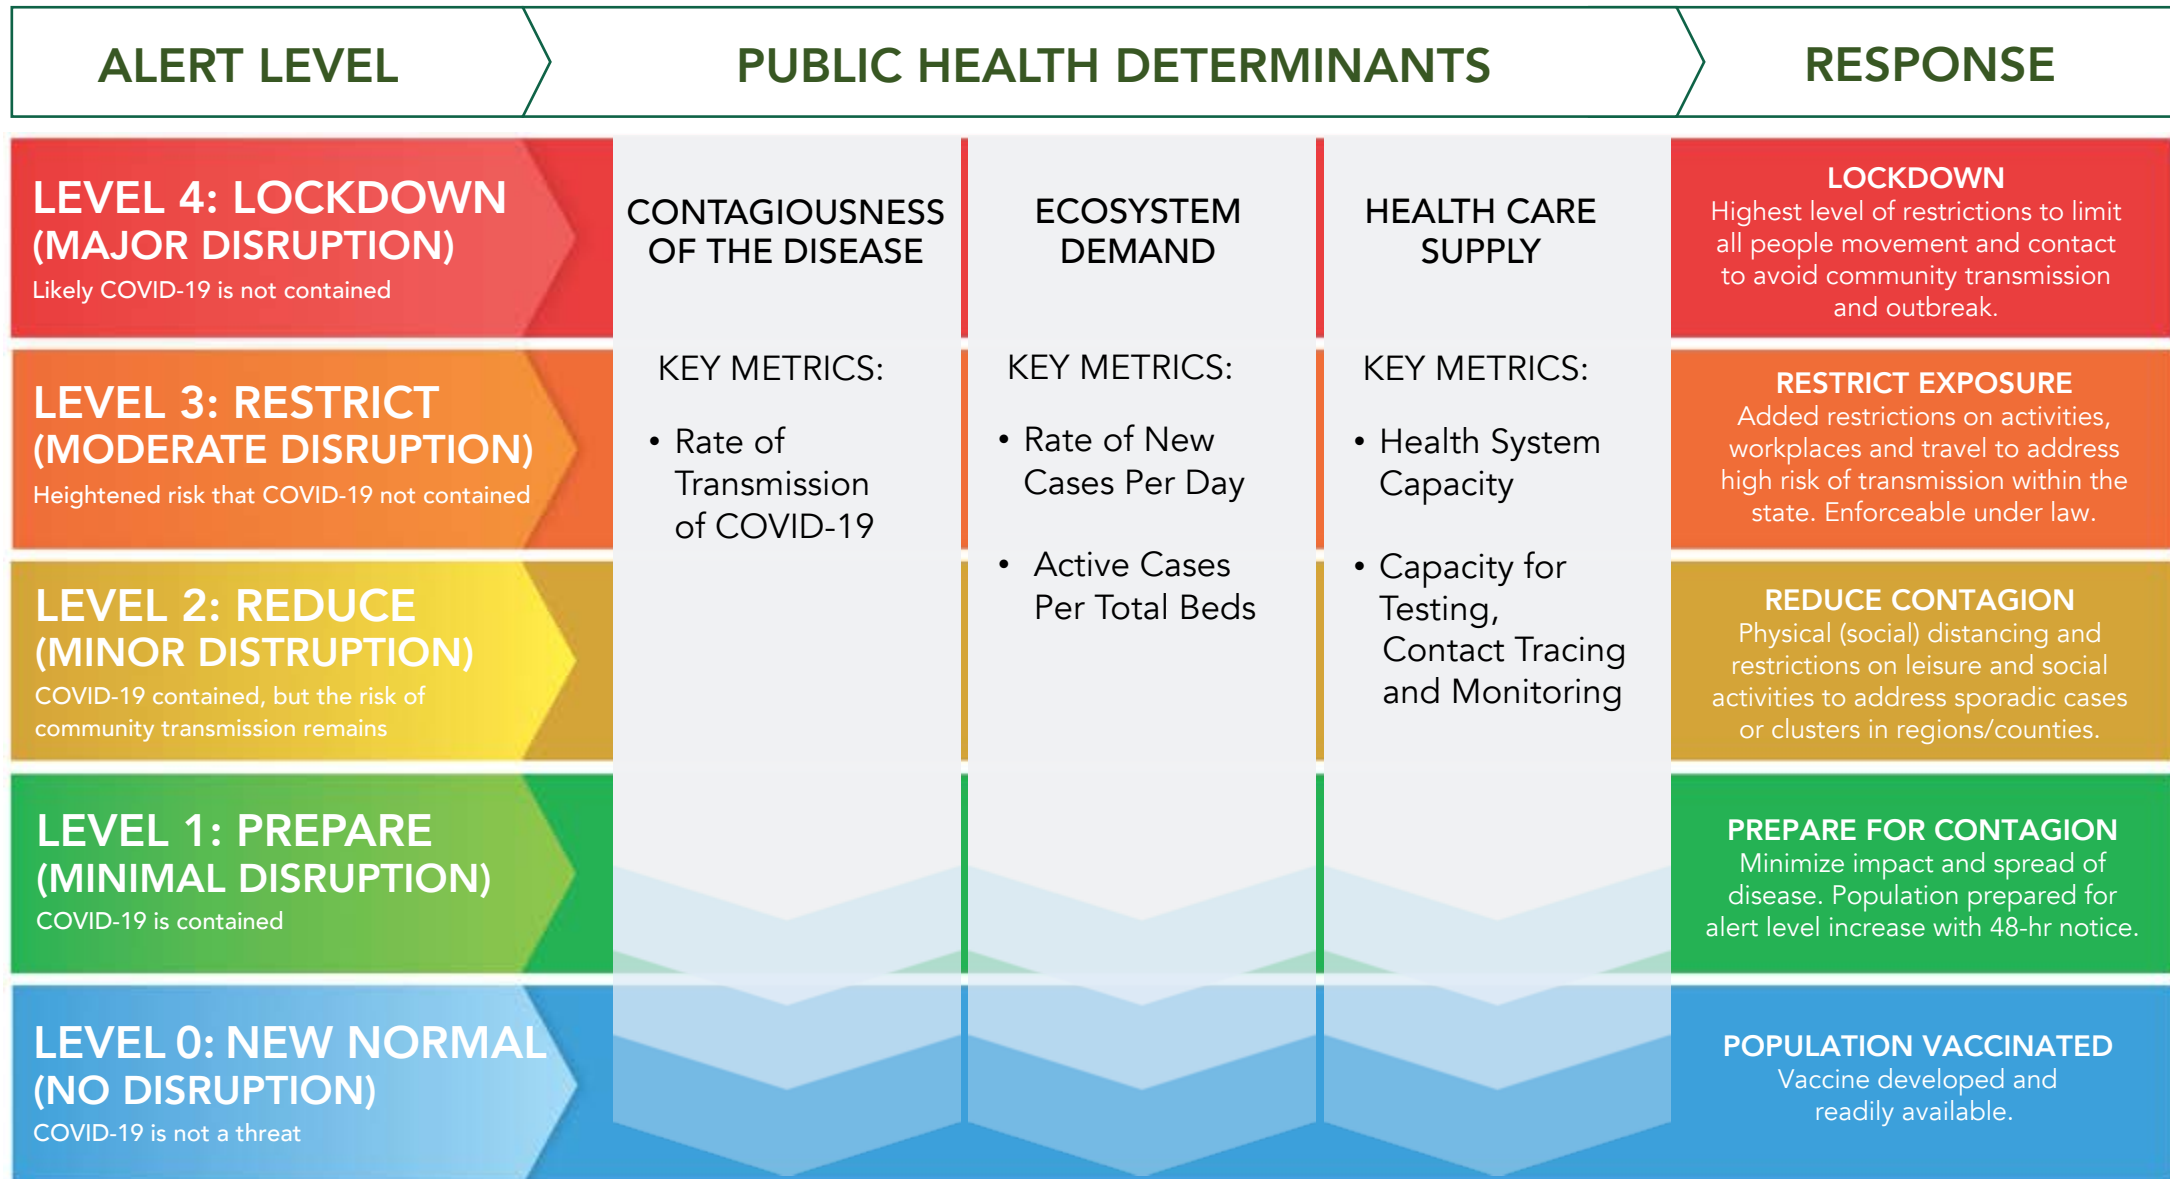 ALERT LEVEL
PUBLIC HEALTH DETERMINANTS
RESPONSE
LEVEL 4: LOCKDOWN
(MAJOR DISRUPTION)
Likely COVID-19 is not contained
LEVEL 3: RESTRICT
(MODERATE DISRUPTION)
Heightened risk that COVID-19 not contained
LEVEL 2: REDUCE
(MINOR DISTRUPTION)
COVID-19 contained, but the risk of
community transmission remains
LEVEL 1: PREPARE
(MINIMAL DISRUPTION)
COVID-19 is contained
LEVEL 0: NEW NORMAL
(NO DISRUPTION)
COVID-19 is not a threat
CONTAGIOUSNESS
OF THE DISEASE
KEY METRICS:
• Rate of
Transmission
of COVID-19
ECOSYSTEM
DEMAND
KEY METRICS:
• Rate of New
Cases Per Day
• Active Cases
Per Total Beds
HEALTH CARE
SUPPLY
KEY METRICS:
• Health System
Capacity
• Capacity for
Testing,
Contact Tracing
and Monitoring
LOCKDOWN
Highest level of restrictions to limit
all people movement and contact
to avoid community transmission
and outbreak.
RESTRICT EXPOSURE
Added restrictions on activities,
workplaces and travel to address
high risk of transmission within the
state. Enforceable under law.
REDUCE CONTAGION
Physical (social) distancing and
restrictions on leisure and social
activities to address sporadic cases
or clusters in regions/counties.
PREPARE FOR CONTAGION
Minimize impact and spread of
disease. Population prepared for
alert level increase with 48-hr notice.
POPULATION VACCINATED
Vaccine developed and
readily available.